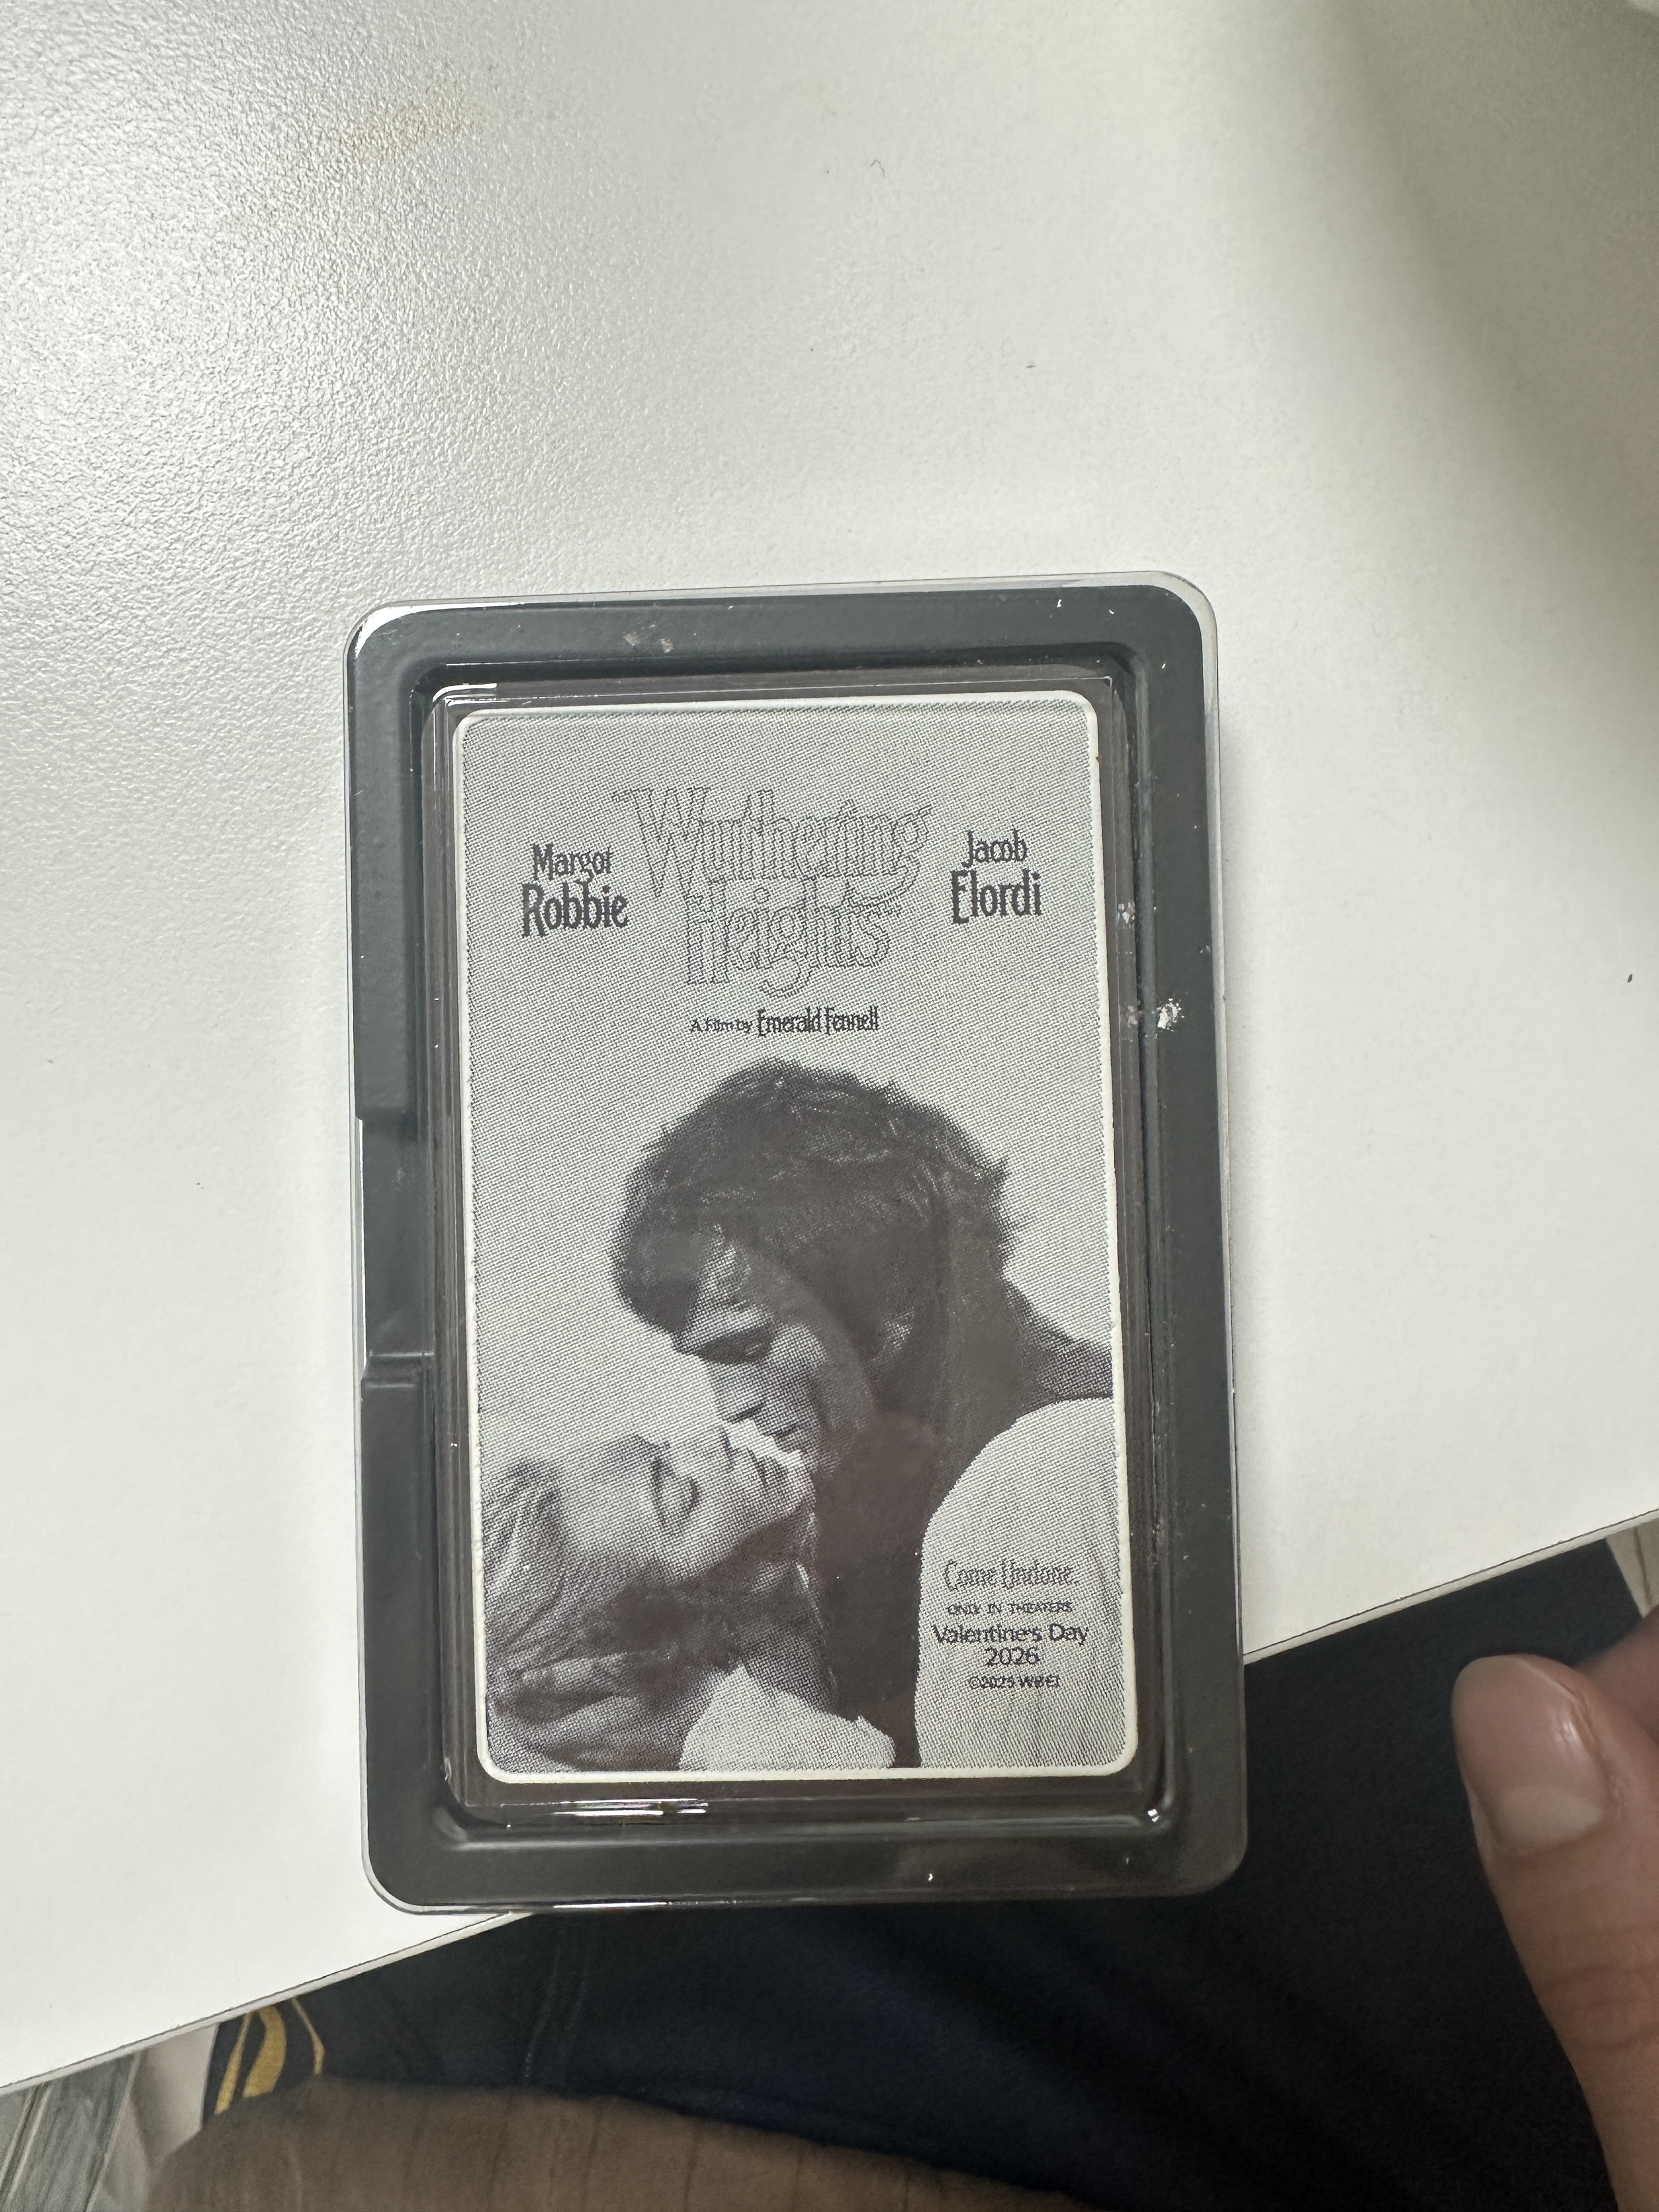 "Wuthering
Heights"
Margot
Robbie
Jacob
Elordi
A Film by Emerald Fennell
Come Undone.
ONLY IN THEATERS
Valentine's Day
2026
©2025 WBEI